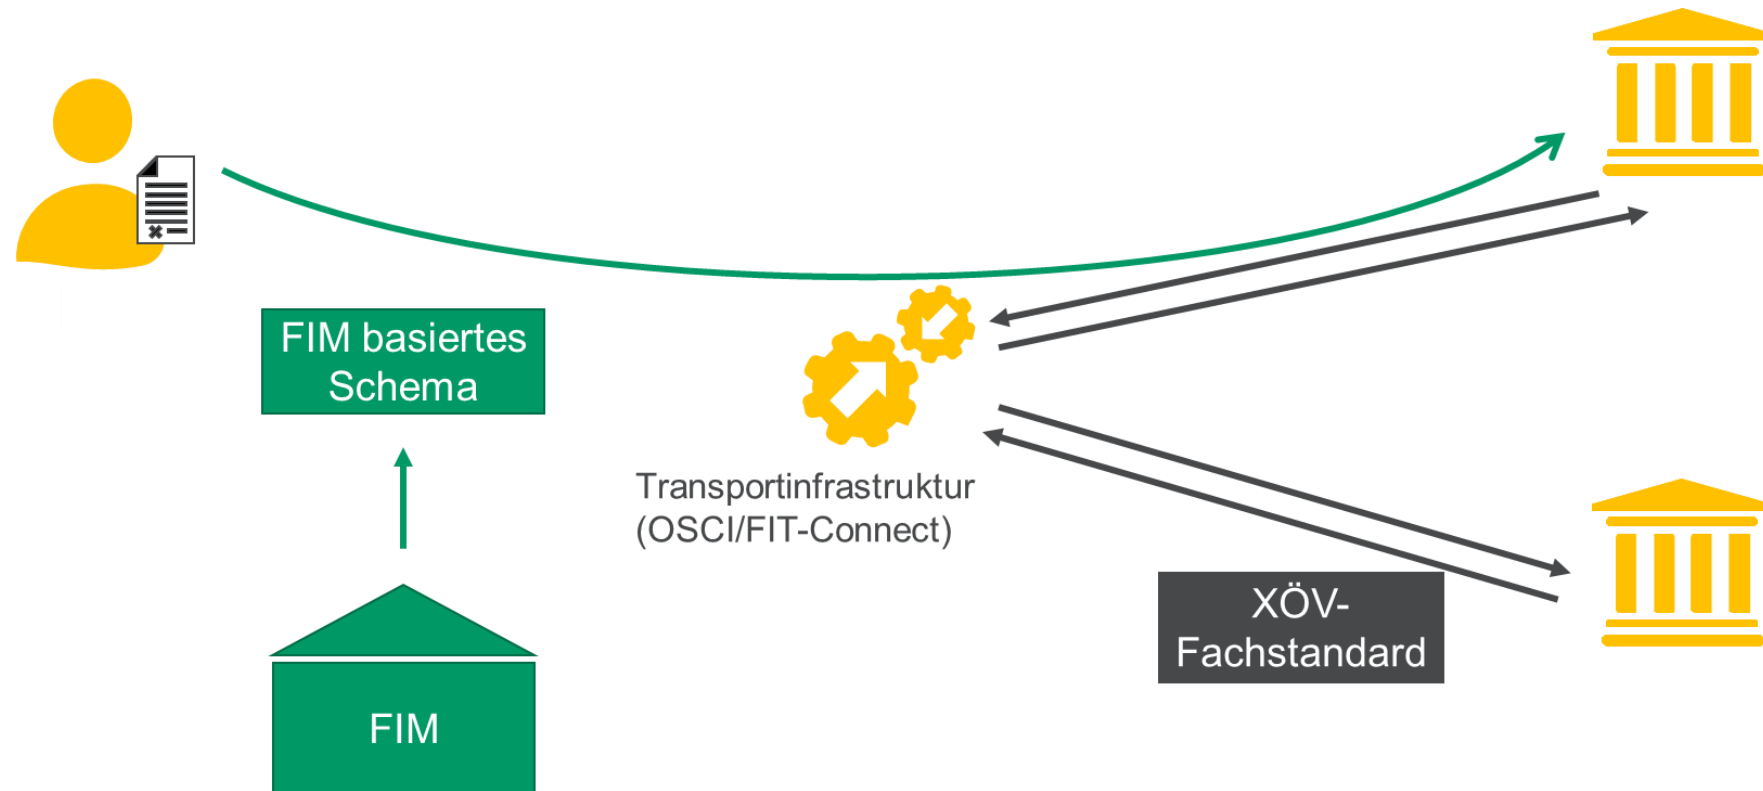 FIM basiertes
Schema
Transportinfrastruktur
(OSCI/FIT-Connect)
XÖV-
Fachstandard
FIM